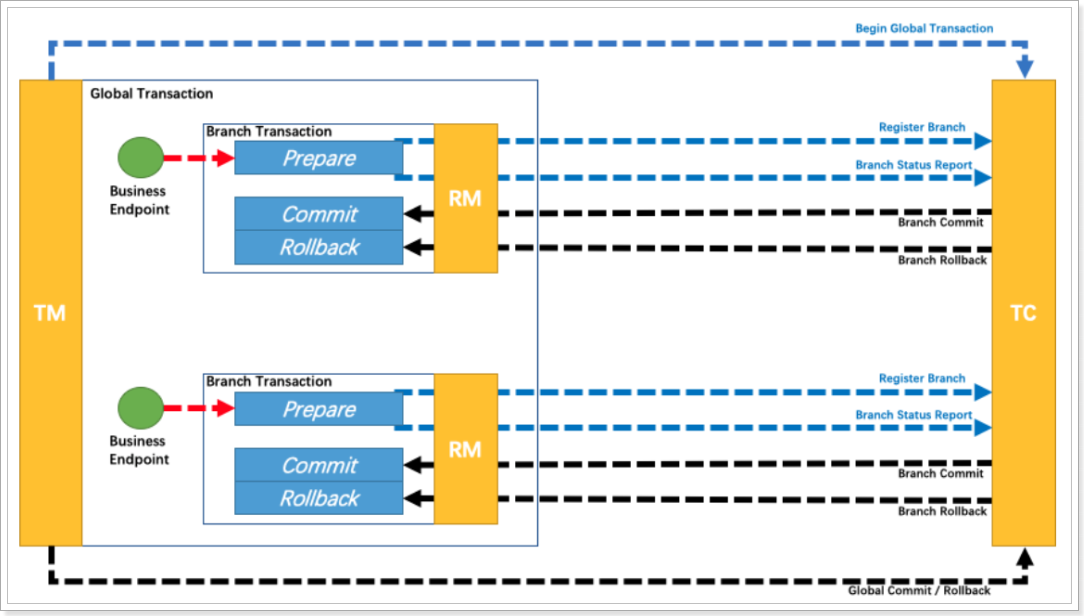 Begin Global Transaction
Global Transaction
Branch Transaction
Register Branch
Prepare
Branch Status Report
Business
Endpoint
RM
Commit
Branch Commit
Rollback
Branch Rollback
TM
TC
Branch Transaction
Register Branch
Prepare
Branch Status Report
Business
Endpoint
RM
Commit
Branch Commit
Rollback
Branch Rollback
Global Commit / Rollback